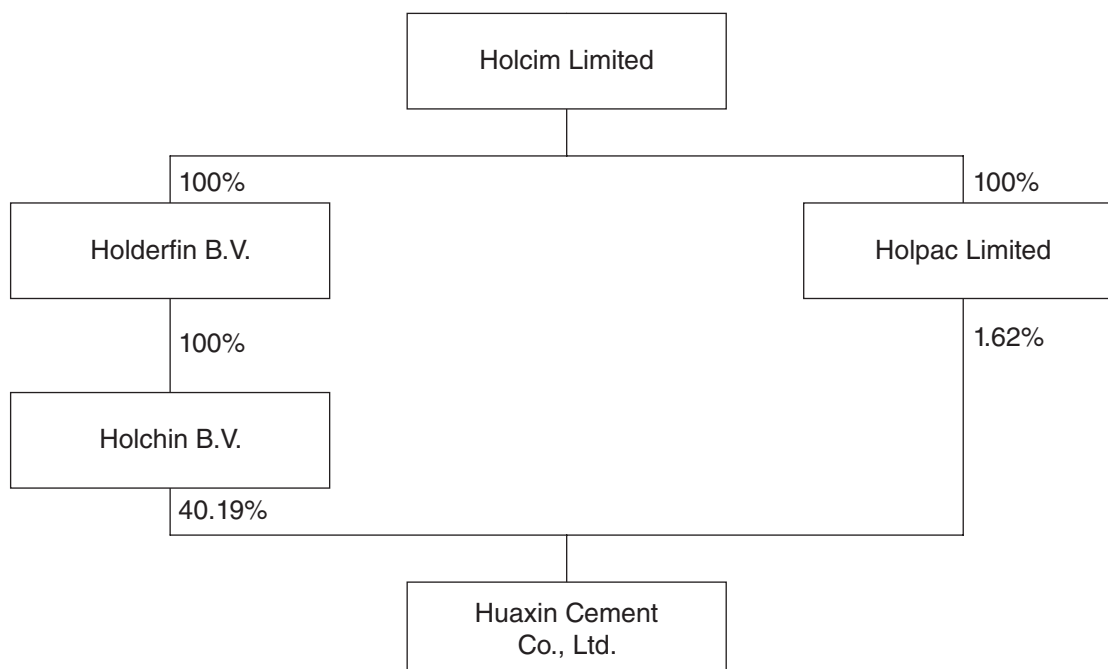 Holcim Limited
100%
100%
Holderfin B.V.
Holpac Limited
100%
1.62%
Holchin B.V.
40.19%
Huaxin Cement
Co., Ltd.